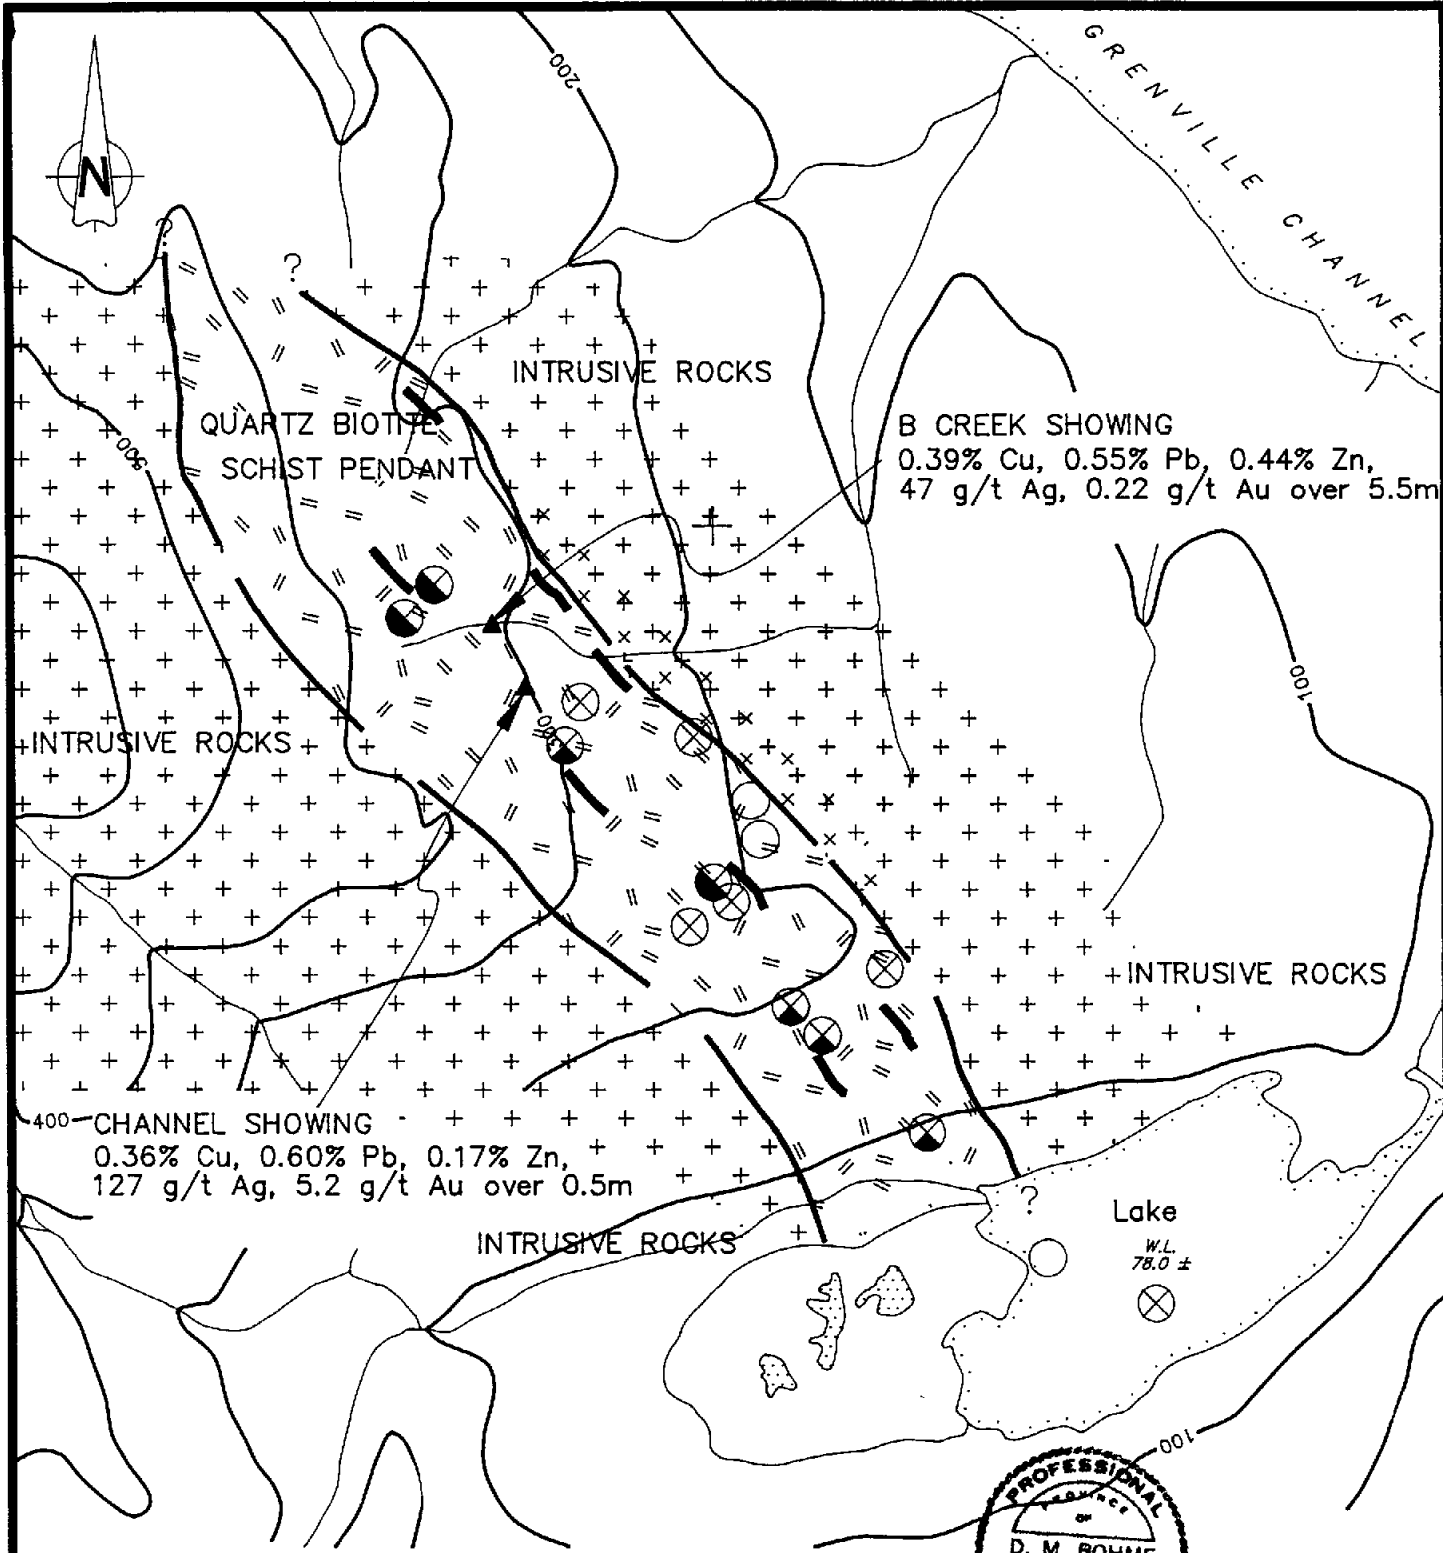 GRENVILLE CHANNEL
200
N
?
?
INTRUSIVE ROCKS
QUARTZ BIOTITE
SCHIST PENDANT
B CREEK SHOWING
0.39% Cu, 0.55% Pb, 0.44% Zn,
47 g/t Ag, 0.22 g/t Au over 5.5m
300
100
INTRUSIVE ROCKS
300
INTRUSIVE ROCKS
400
CHANNEL SHOWING
0.36% Cu, 0.60% Pb, 0.17% Zn,
127 g/t Ag, 5.2 g/t Au over 0.5m
?
Lake
W.L.
78.0 ±
INTRUSIVE ROCKS
100
PROFESSIONAL
PROVINCE
OF
D. M. BOHME